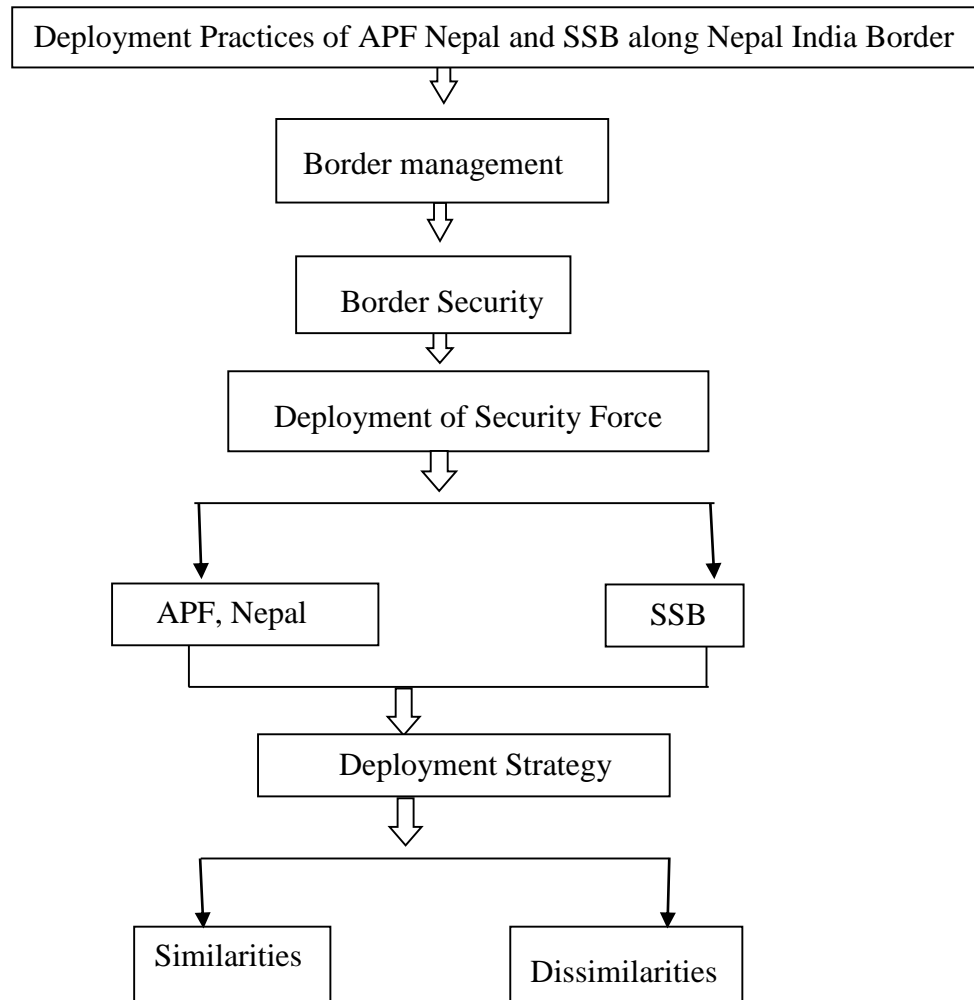 Deployment Practices of APF Nepal and SSB along Nepal India Border
Border management
Border Security
Deployment of Security Force
APF, Nepal
SSB
Deployment Strategy
Similarities
Dissimilarities